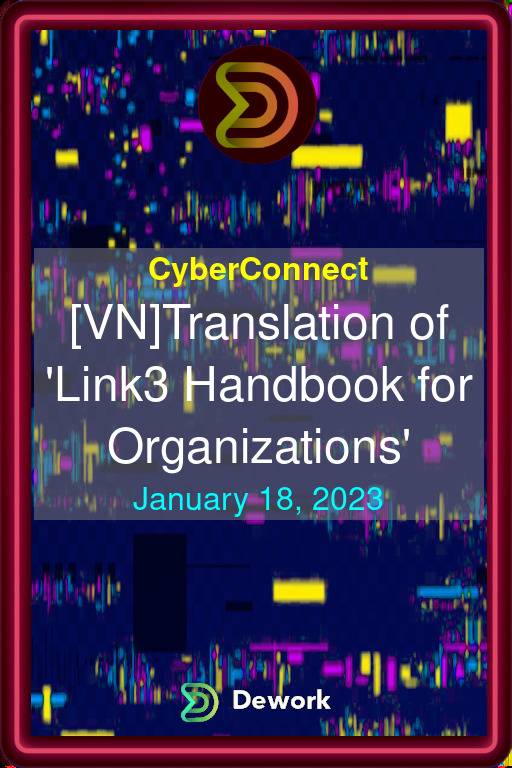 CyberConnect
[VN]Translation of
'Link3 Handbook for
Organizations'
January 18, 2023
Dework